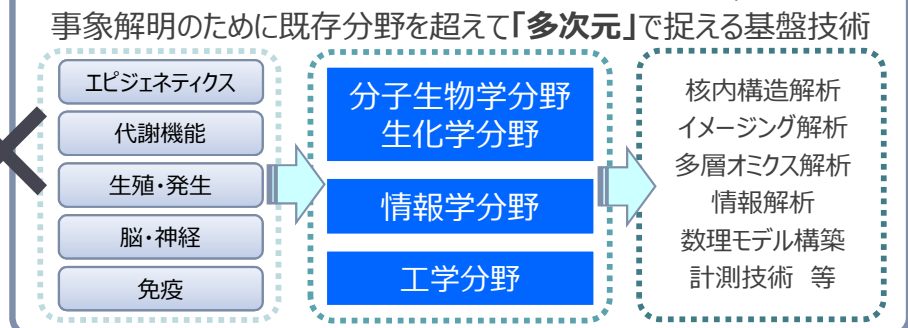 事象解明のために既存分野を超えて「多次元」で捉える基盤技術
エピジェネティクス
代謝機能
生殖・発生
脳・神経
免疫
分子生物学分野
生化学分野
情報学分野
工学分野
核内構造解析
イメージング解析
多層オミクス解析
情報解析
数理モデル構築
計測技術 等